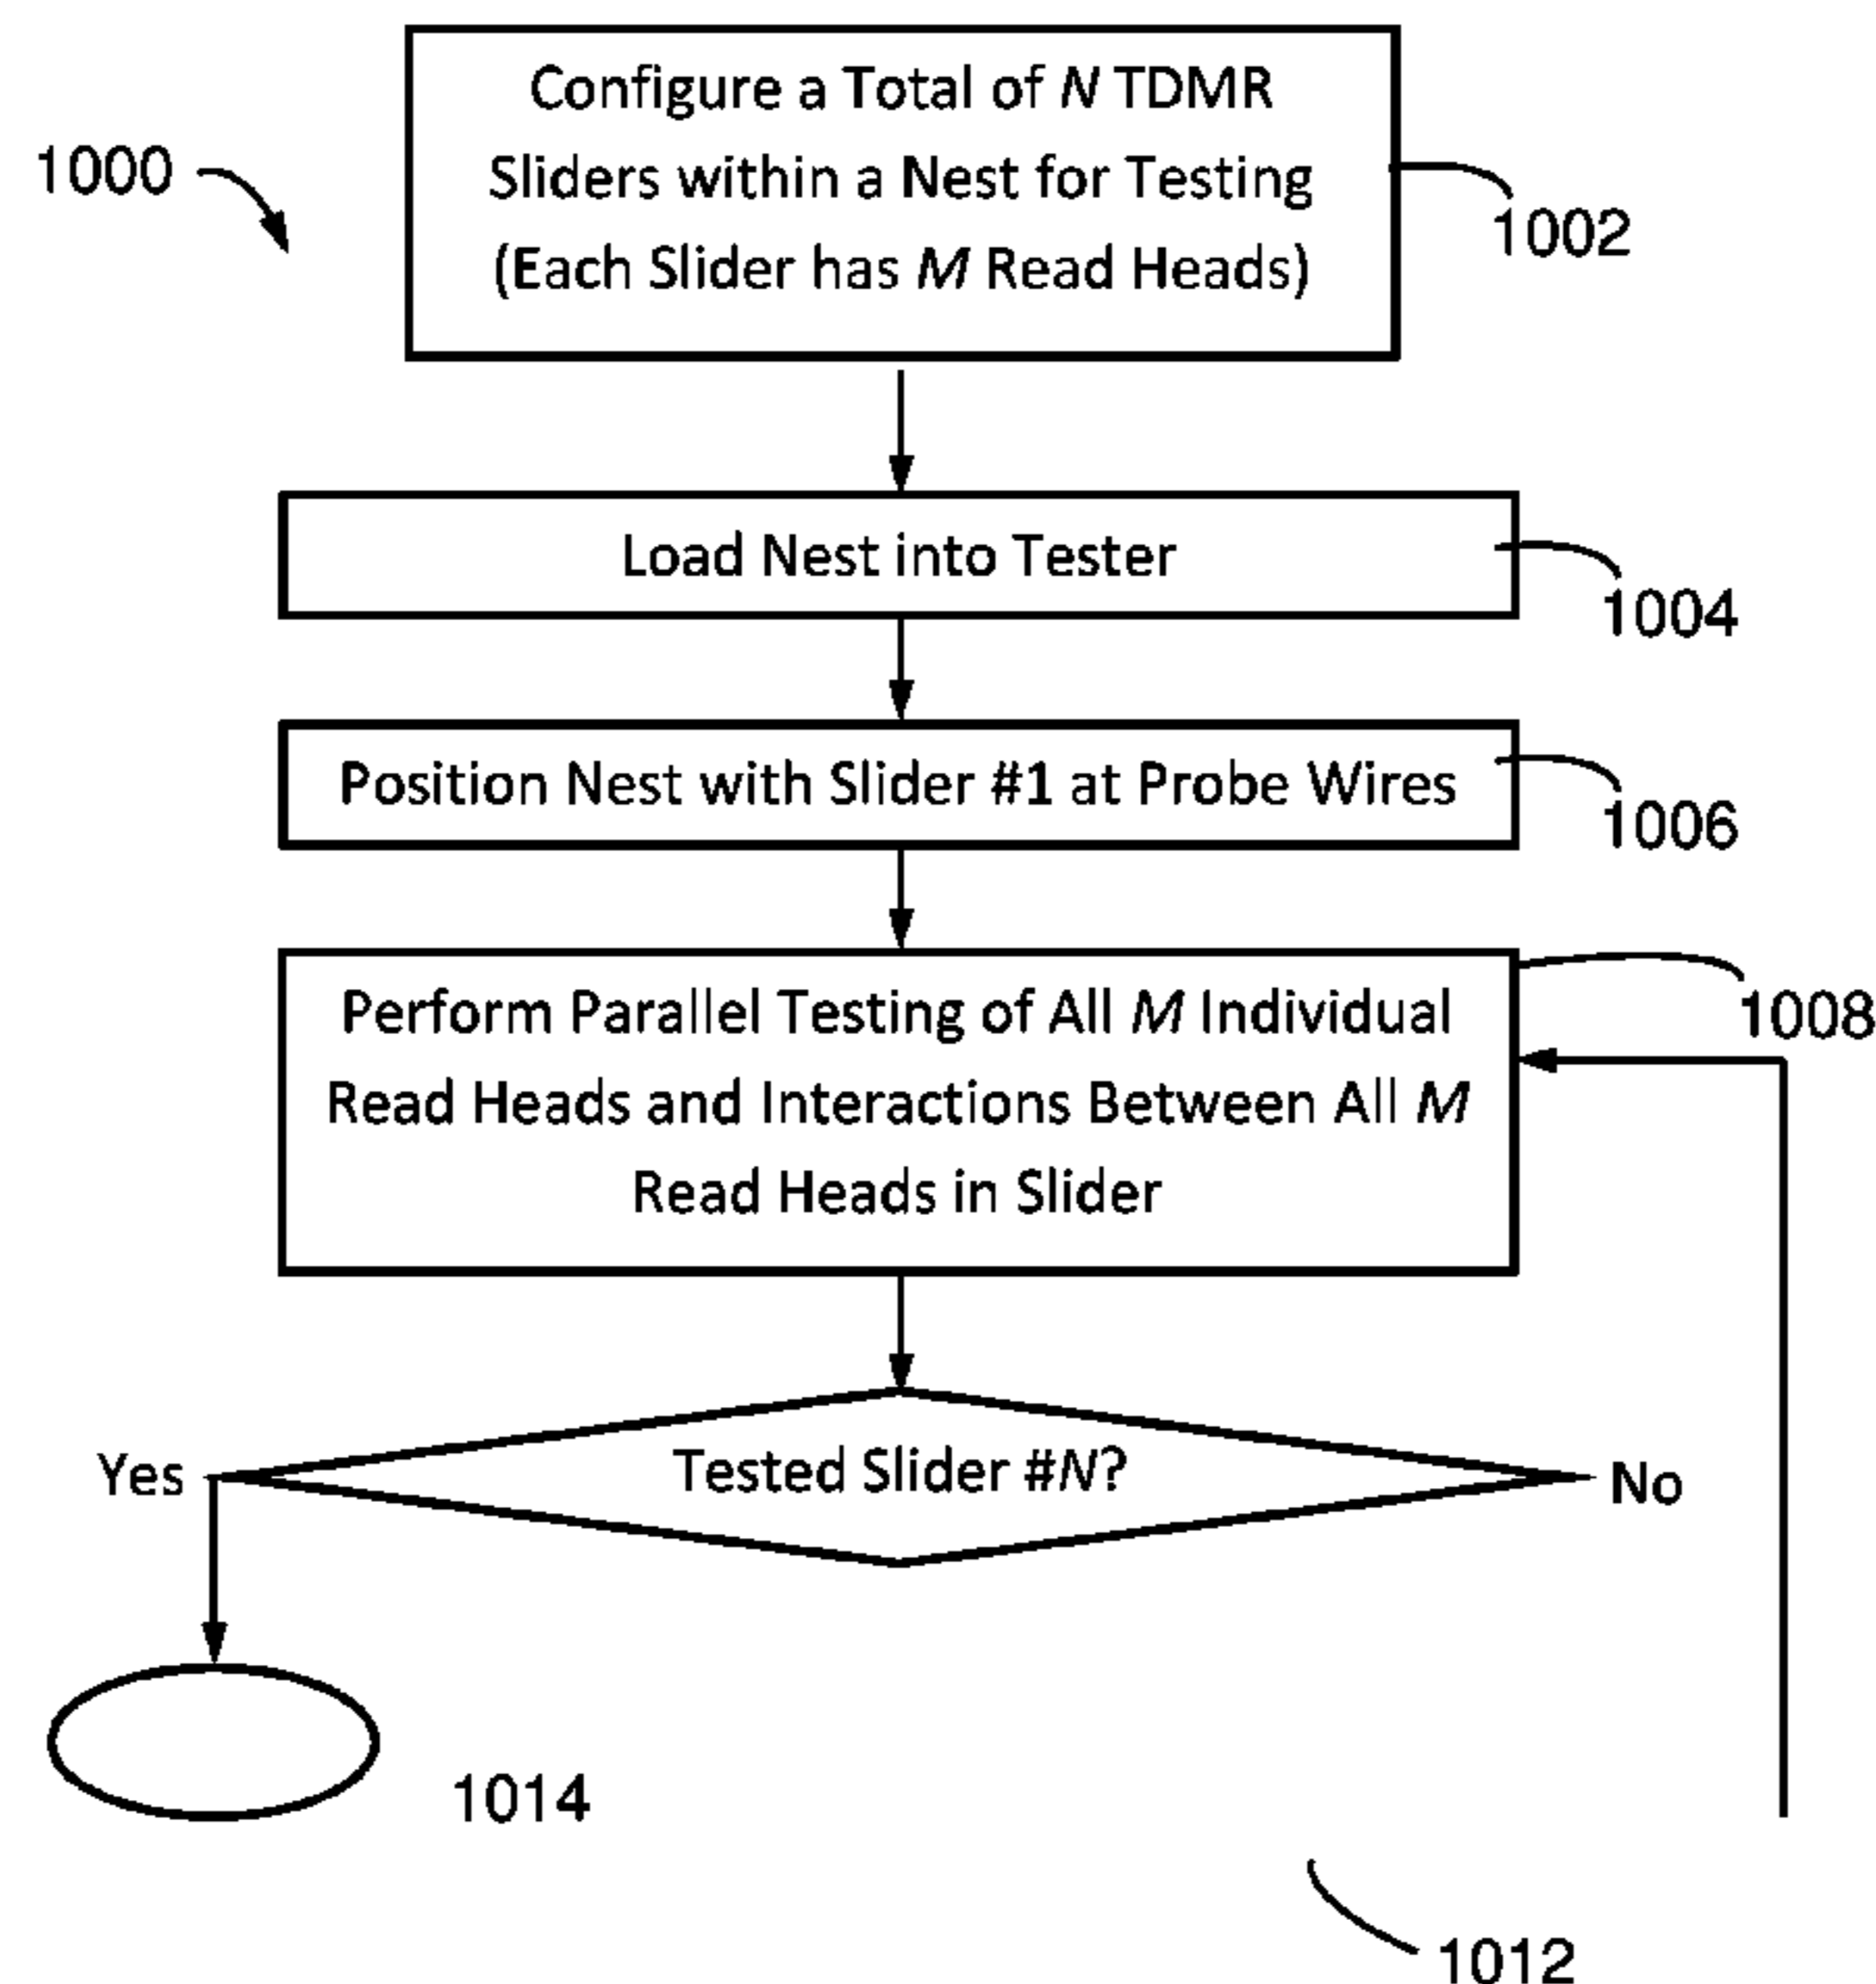 1000
Configure a Total of N TDMR
Sliders within a Nest for Testing
(Each Slider has M Read Heads)
1002
Load Nest into Tester
1004
Position Nest with Slider #1 at Probe Wires
1006
Perform Parallel Testing of All M Individual
Read Heads and Interactions Between All M
Read Heads in Slider
1008
Yes
Tested Slider #N?
No
1014
1012